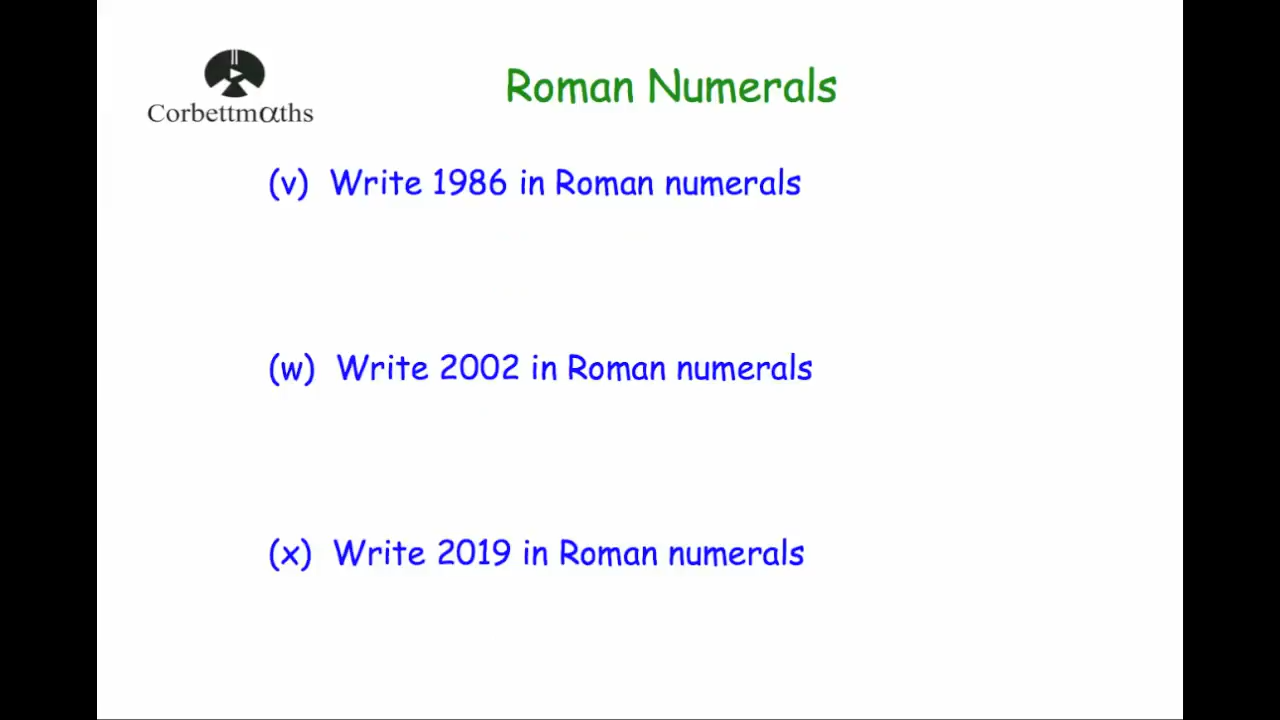 Corbettmαths
Roman Numerals
(v) Write 1986 in Roman numerals
(w) Write 2002 in Roman numerals
(x) Write 2019 in Roman numerals